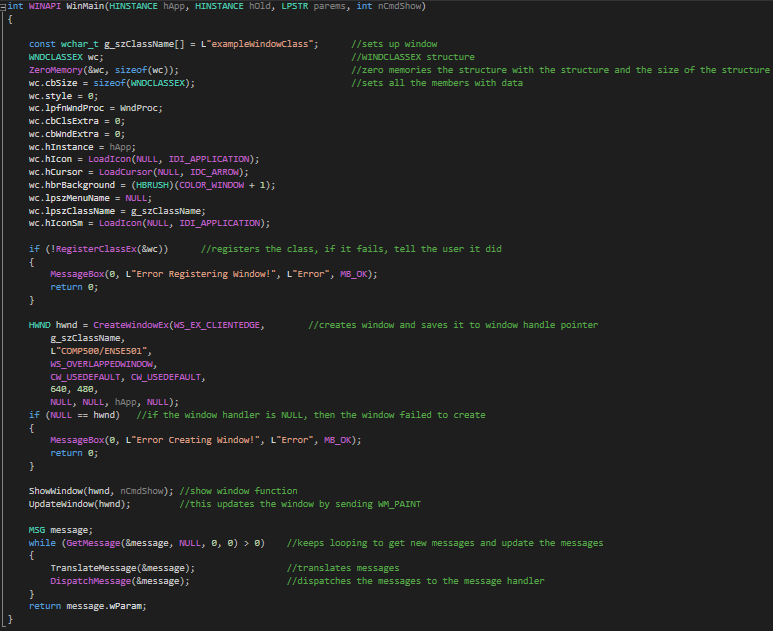 int WINAPI WinMain(HINSTANCE hApp, HINSTANCE hOld, LPSTR params, int nCmdShow)
{
const wchar_t g_szClassName[] = L"exampleWindowClass"; //sets up window
WNDCLASSEX wc; //WINDCLASSEX structure
ZeroMemory(&wc, sizeof(wc)); //zero memories the structure with the structure and the size of the structure
wc.cbSize = sizeof(WNDCLASSEX); //sets all the members with data
wc.style = 0;
wc.lpfnWndProc = WndProc;
wc.cbClsExtra = 0;
wc.cbWndExtra = 0;
wc.hInstance = hApp;
wc.hIcon = LoadIcon(NULL, IDI_APPLICATION);
wc.hCursor = LoadCursor(NULL, IDC_ARROW);
wc.hbrBackground = (HBRUSH)(COLOR_WINDOW + 1);
wc.lpszMenuName = NULL;
wc.lpszClassName = g_szClassName;
wc.hIconSm = LoadIcon(NULL, IDI_APPLICATION);
if (!RegisterClassEx(&wc)) //registers the class, if it fails, tell the user it did
{
MessageBox(0, L"Error Registering Window!", L"Error", MB_OK);
return 0;
}
HWND hwnd = CreateWindowEx(WS_EX_CLIENTEDGE, //creates window and saves it to window handle pointer
g_szClassName,
L"COMP500/ENSE501",
WS_OVERLAPPEDWINDOW,
CW_USEDEFAULT, CW_USEDEFAULT,
640, 480,
NULL, NULL, hApp, NULL);
if (NULL == hwnd) //if the window handler is NULL, then the window failed to create
{
MessageBox(0, L"Error Creating Window!", L"Error", MB_OK);
return 0;
}
ShowWindow(hwnd, nCmdShow); //show window function
UpdateWindow(hwnd); //this updates the window by sending WM_PAINT
MSG message;
while (GetMessage(&message, NULL, 0, 0) > 0) //keeps looping to get new messages and update the messages
{
TranslateMessage(&message); //translates messages
DispatchMessage(&message); //dispatches the messages to the message handler
}
return message.wParam;
}